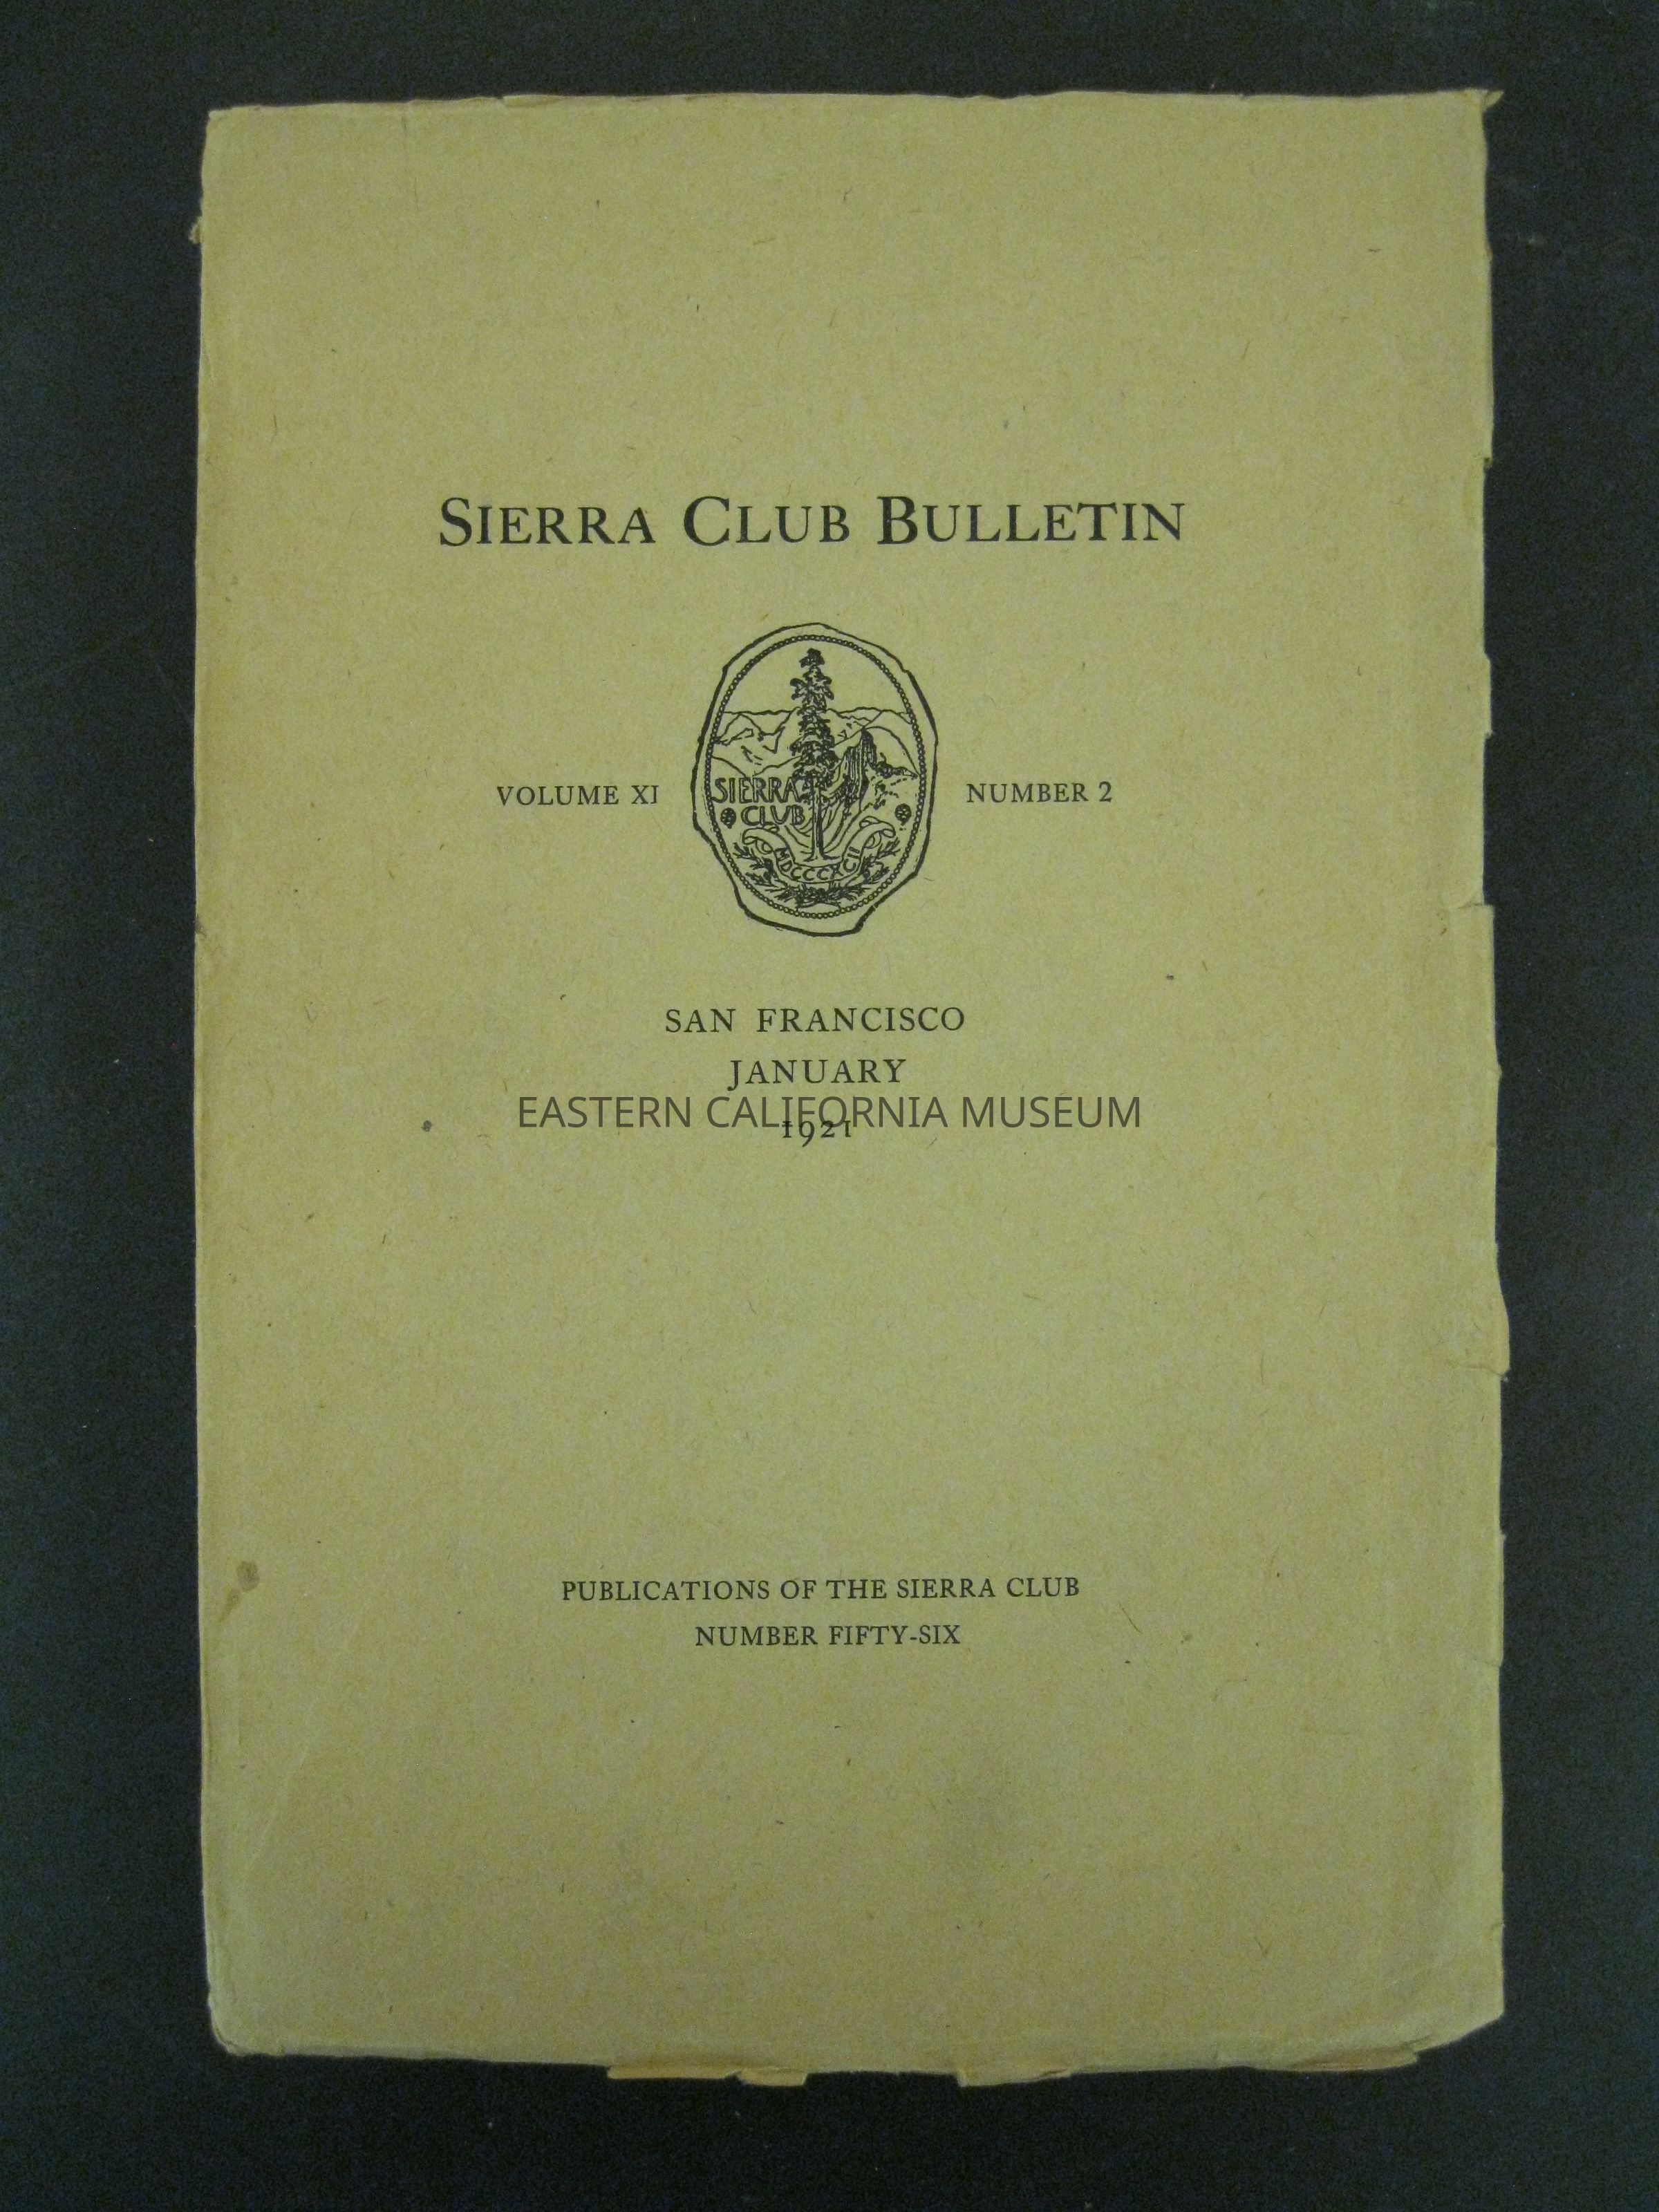 SIERRA CLUB BULLETIN
VOLUME XI
SIERRA
CLUB
MDCCCXCII
NUMBER 2
SAN FRANCISCO
JANUARY
EASTERN CALIFORNIA MUSEUM
1921
PUBLICATIONS OF THE SIERRA CLUB
NUMBER FIFTY-SIX